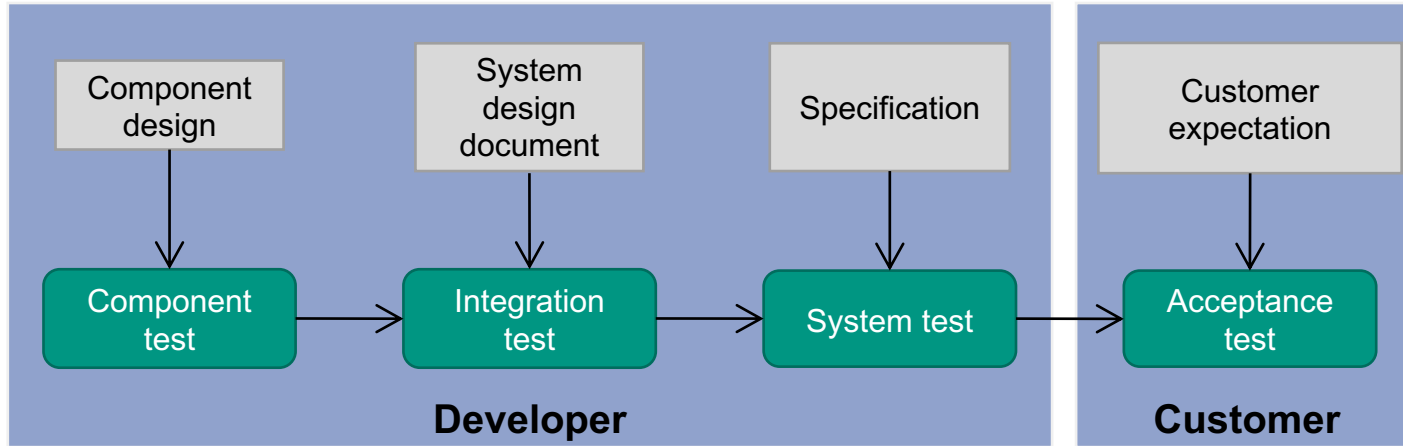 Component
design
System
design
document
Specification
Customer
expectation
Component
test
Integration
test
System test
Acceptance
test
Developer
Customer